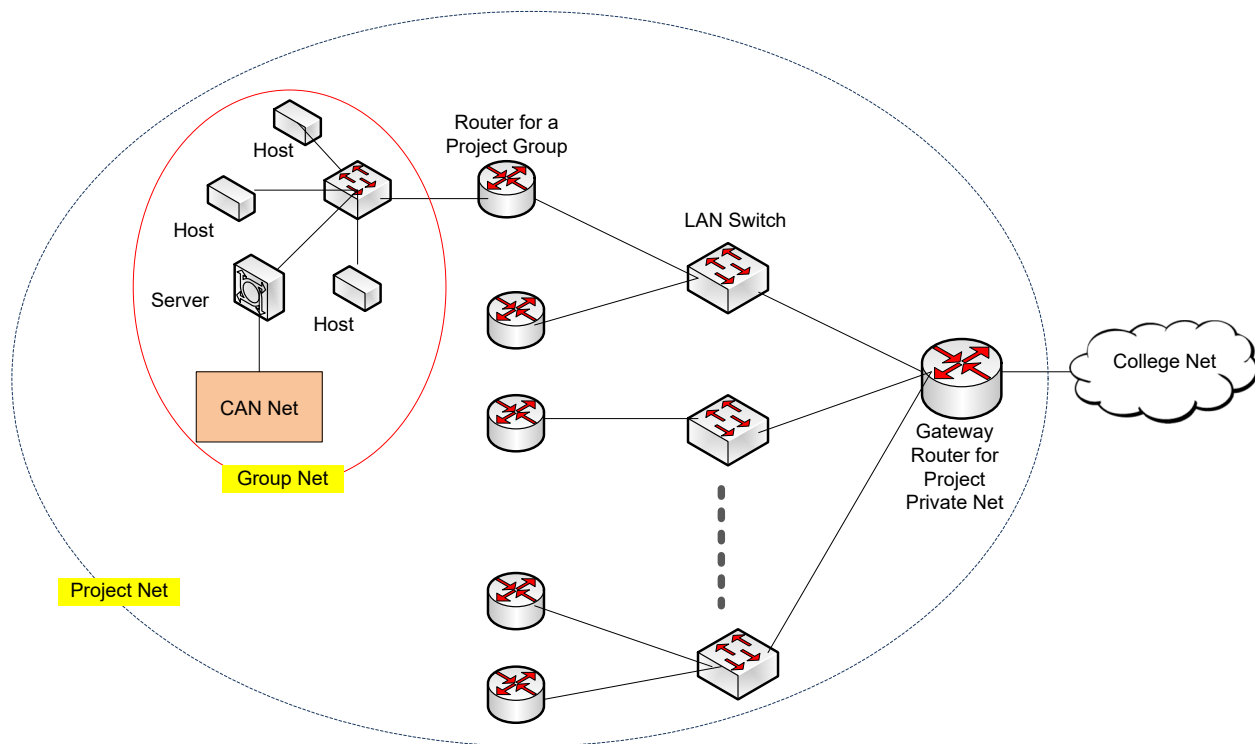 Host
Router for a
Project Group
Host
LAN Switch
Server
Host
College Net
CAN Net
Gateway
Router for
Project
Private Net
Group Net
Project Net